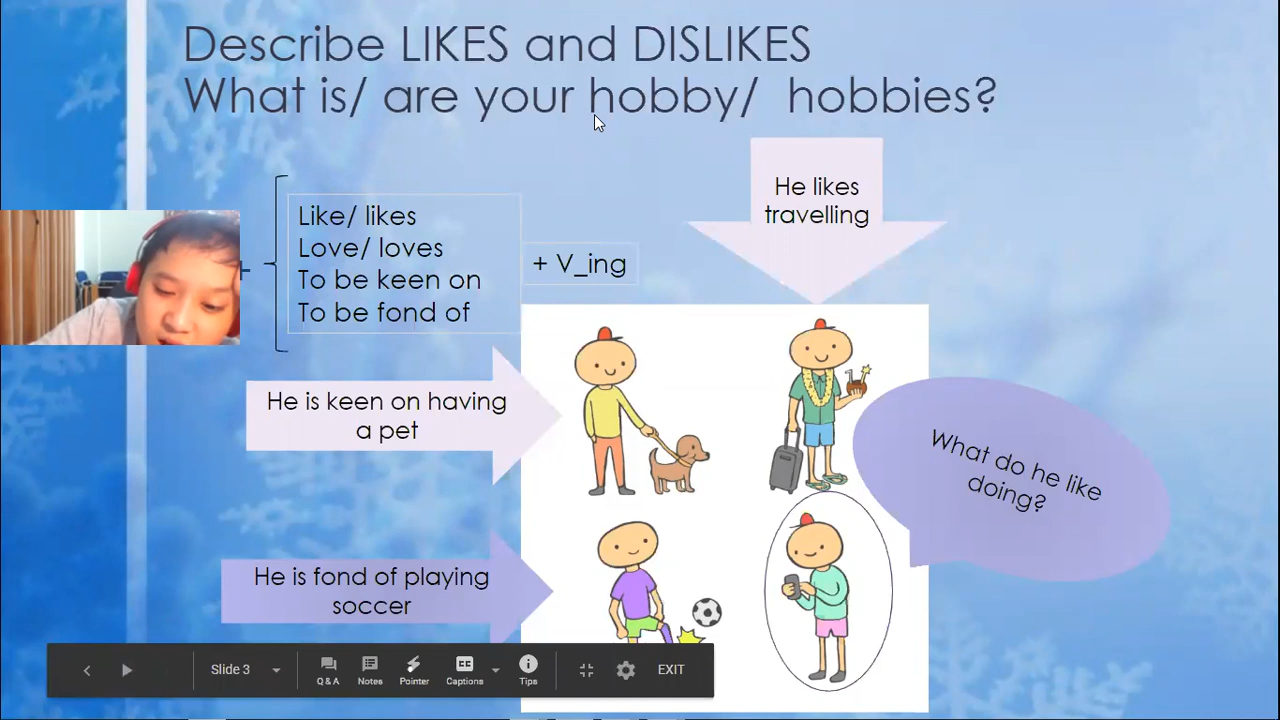 Describe LIKES and DISLIKES
What is/ are your hobby/ hobbies?
He likes
travelling
Like/ likes
Love/ loves
To be keen on
To be fond of
+ V_ing
He is keen on having
a pet
What do he like
doing?
He is fond of playing
soccer
Slide 3
Q & A
Notes
Pointer
Captions
Tips
EXIT